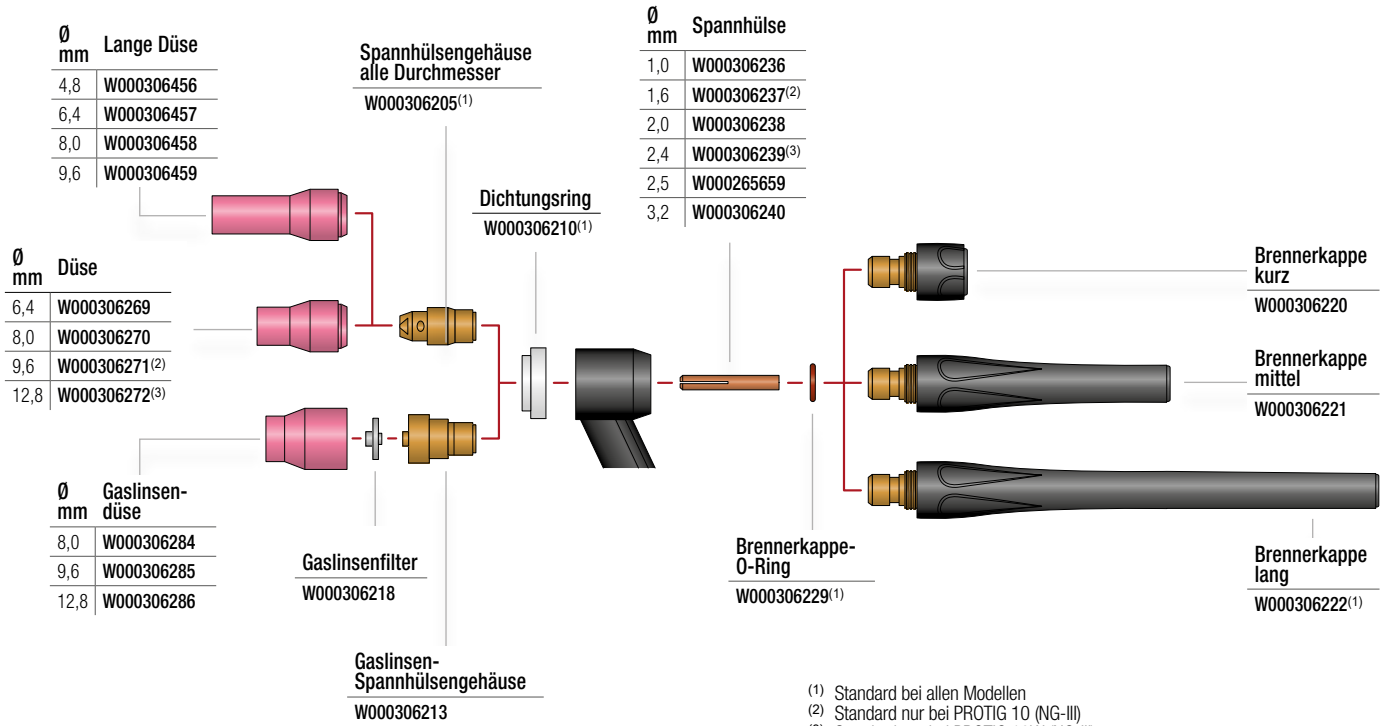 Ø mm Lange Düse
4,8 W000306456
6,4 W000306457
8,0 W000306458
9,6 W000306459
Ø mm Düse
6,4 W000306269
8,0 W000306270
9,6 W000306271(2)
12,8 W000306272(3)
Ø mm Gaslinsen-
düse
8,0 W000306284
9,6 W000306285
12,8 W000306286
Spannhülsengehäuse
alle Durchmesser
W000306205(1)
Gaslinsenfilter
W000306218
Gaslinsen-
Spannhülsengehäuse
W000306213
Dichtungsring
W000306210(1)
Ø mm Spannhülse
1,0 W000306236
1,6 W000306237(2)
2,0 W000306238
2,4 W000306239(3)
2,5 W000265659
3,2 W000306240
Brennerkappe-
O-Ring
W000306229(1)
Brennerkappe
kurz
W000306220
Brennerkappe
mittel
W000306221
Brennerkappe
lang
W000306222(1)
(1) Standard bei allen Modellen
(2) Standard nur bei PROTIG 10 (NG-III)